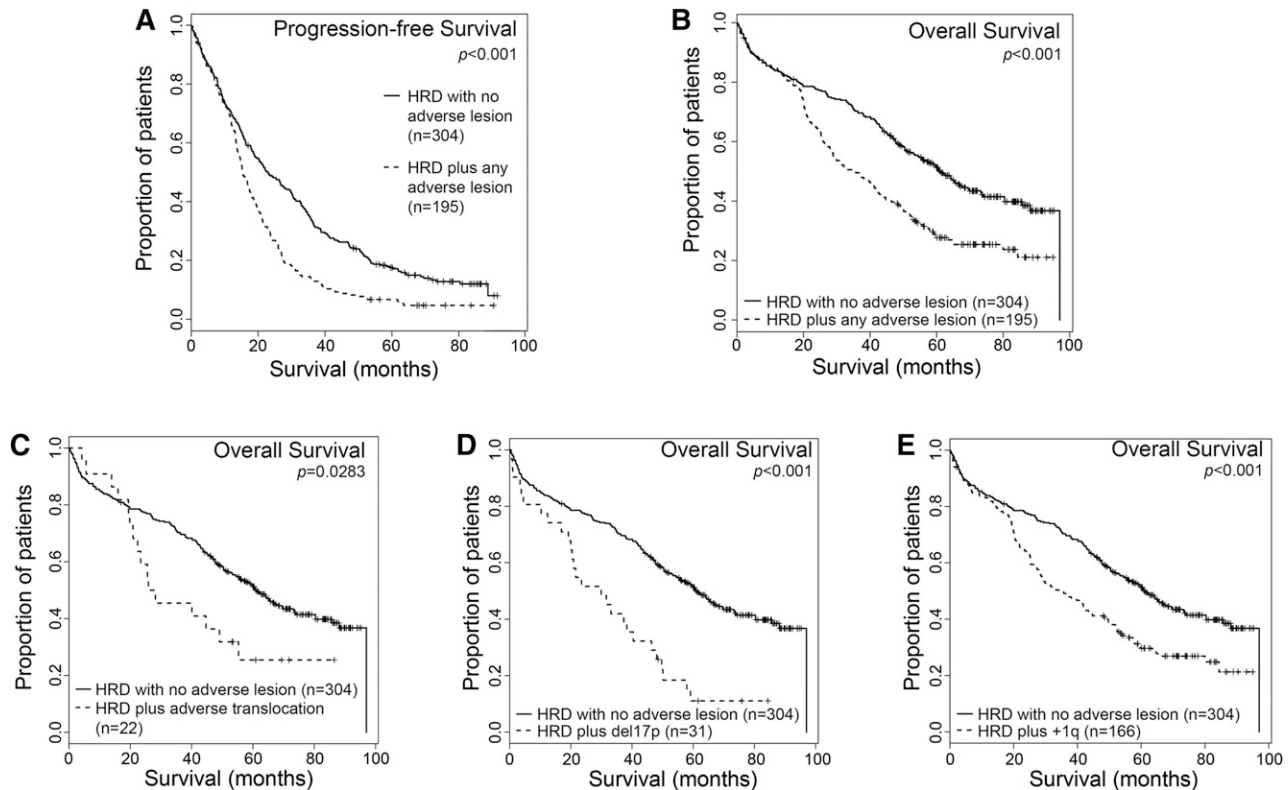 A
Progression-free Survival
p<0.001
HRD with no
adverse lesion
(n=304)
HRD plus any
adverse lesion
(n=195)
Proportion of patients
1.0
0.8
0.6
0.4
0.2
0.0
0 20 40 60 80 100
Survival (months)
B
Overall Survival
p<0.001
Proportion of patients
1.0
0.8
0.6
0.4
0.2
0.0
HRD with no adverse lesion (n=304)
HRD plus any adverse lesion (n=195)
0 20 40 60 80 100
Survival (months)
C
Overall Survival
p=0.0283
Proportion of patients
1.0
0.8
0.6
0.4
0.2
0.0
HRD with no adverse lesion (n=304)
HRD plus adverse translocation
(n=22)
0 20 40 60 80 100
Survival (months)
D
Overall Survival
p<0.001
Proportion of patients
1.0
0.8
0.6
0.4
0.2
0.0
HRD with no adverse lesion (n=304)
HRD plus del17p (n=31)
0 20 40 60 80 100
Survival (months)
E
Overall Survival
p<0.001
Proportion of patients
1.0
0.8
0.6
0.4
0.2
0.0
HRD with no adverse lesion (n=304)
HRD plus +1q (n=166)
0 20 40 60 80 100
Survival (months)